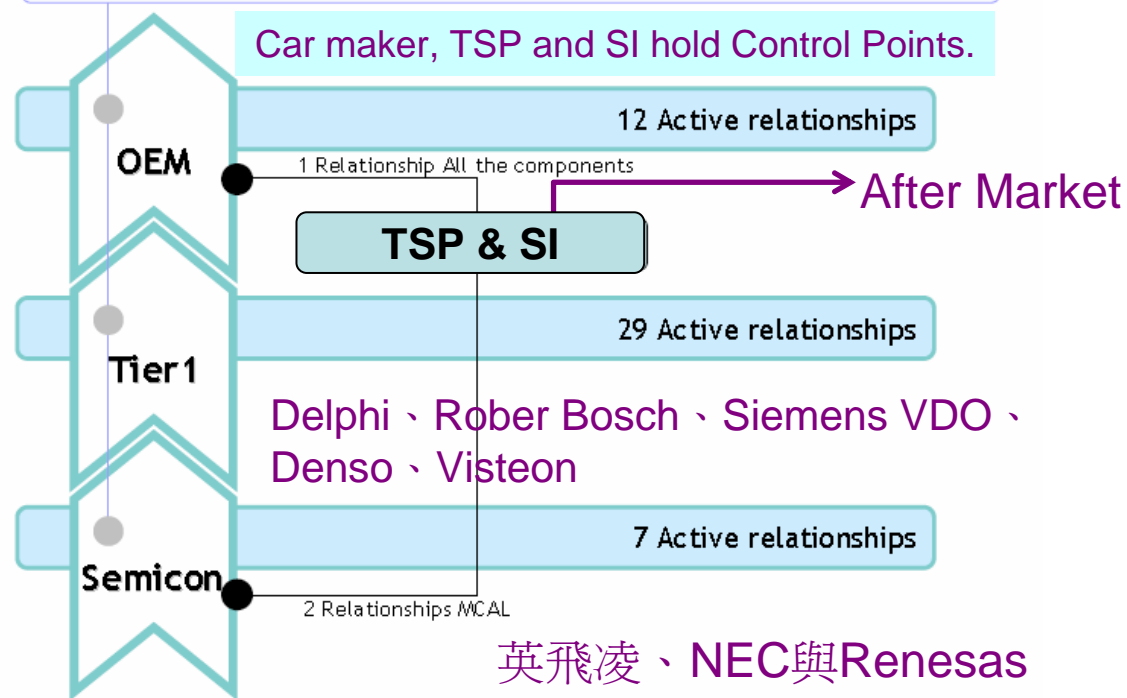 Car maker, TSP and SI hold Control Points.
12 Active relationships
OEM
1 Relationship All the components
After Market
TSP & SI
29 Active relationships
Tier1
Delphi、Rober Bosch、Siemens VDO、
Denso、Visteon
7 Active relationships
Semicon
2 Relationships MCAL
英飛凌、NEC與Renesas